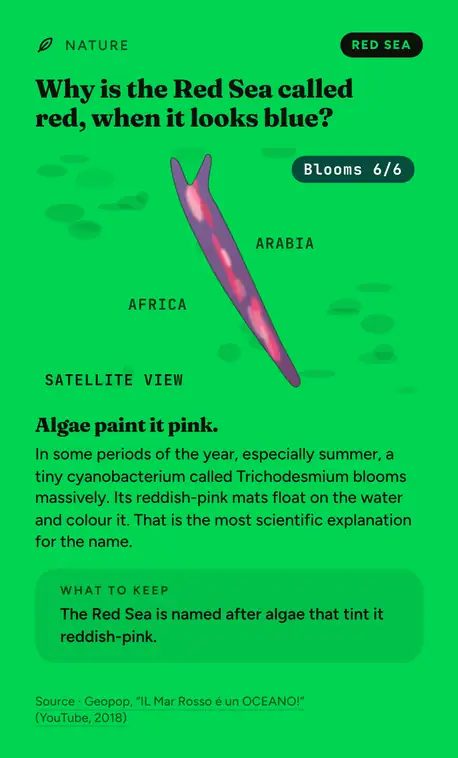 NATURE
RED SEA
Why is the Red Sea called
red, when it looks blue?
Blooms 6/6
ARABIA
AFRICA
SATELLITE VIEW
Algae paint it pink.
In some periods of the year, especially summer, a
tiny cyanobacterium called Trichodesmium blooms
massively. Its reddish-pink mats float on the water
and colour it. That is the most scientific explanation
for the name.
WHAT TO KEEP
The Red Sea is named after algae that tint it
reddish-pink.
Source · Geopop, “IL Mar Rosso é un OCEANO!”
(YouTube, 2018)